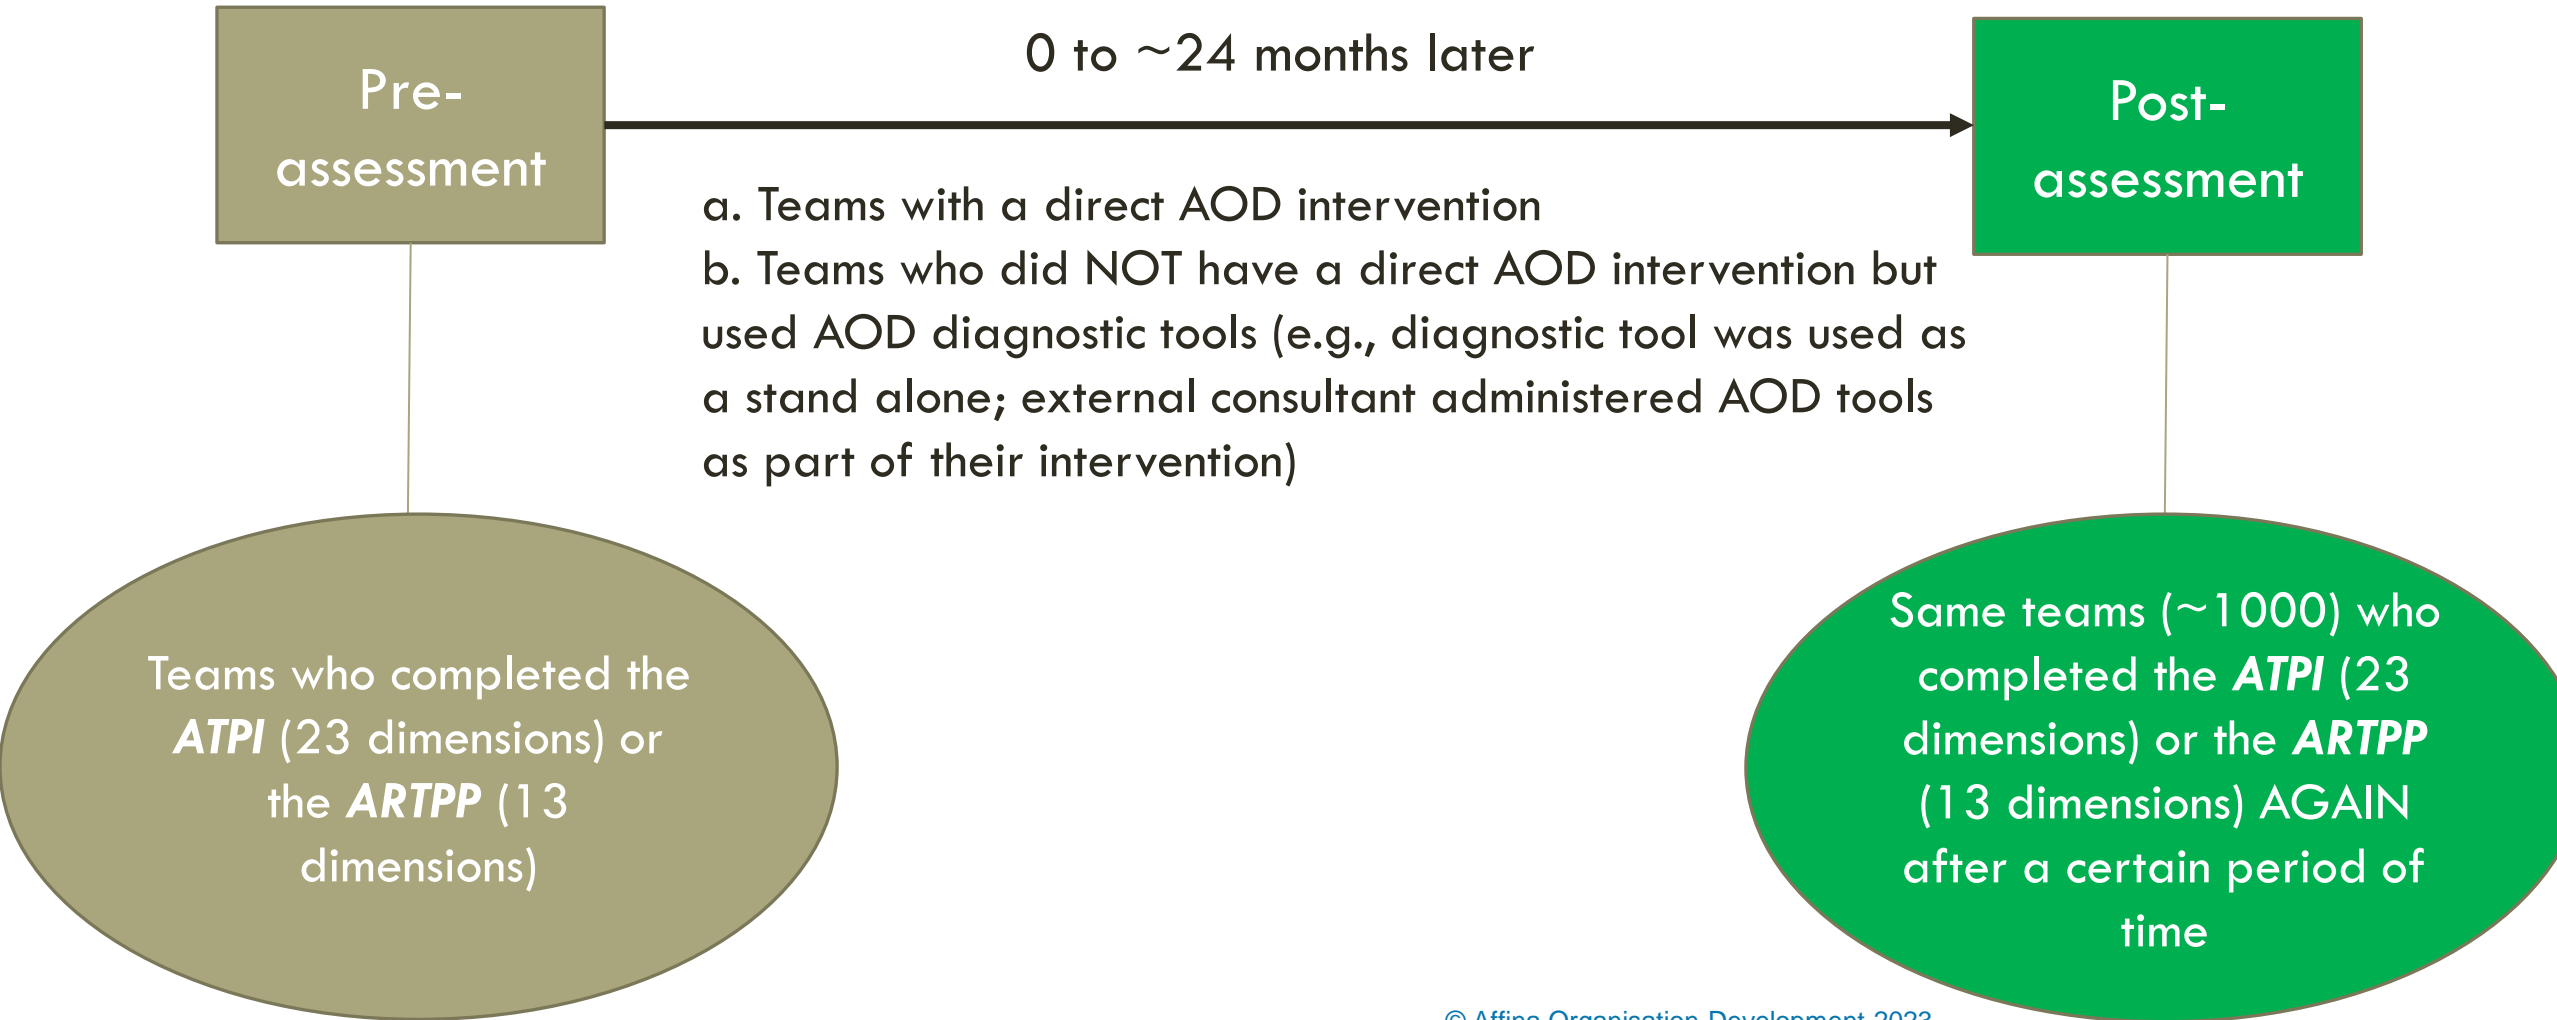 Pre-
assessment
0 to ~24 months later
Post-
assessment
a. Teams with a direct AOD intervention
b. Teams who did NOT have a direct AOD intervention but
used AOD diagnostic tools (e.g., diagnostic tool was used as
a stand alone; external consultant administered AOD tools
as part of their intervention)
Teams who completed the
ATPI (23 dimensions) or
the ARTPP (13
dimensions)
Same teams (~1000) who
completed the ATPI (23
dimensions) or the ARTPP
(13 dimensions) AGAIN
after a certain period of
time
© Affina Organisation Development 2023